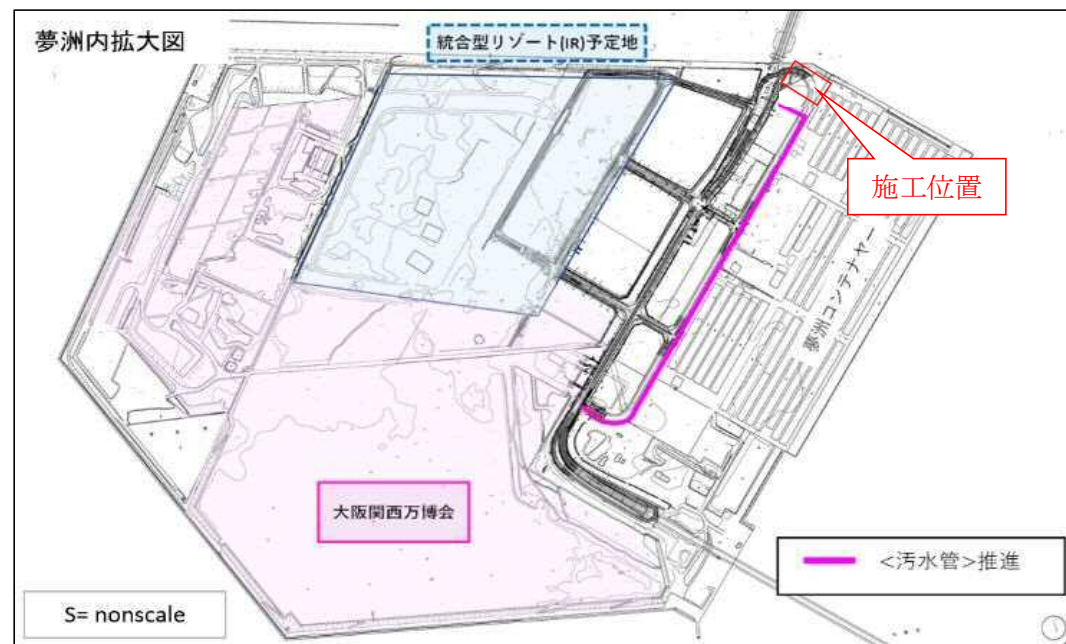 夢洲内拡大図
統合型リゾート(IR)予定地
施工位置
夢洲コンテナヤー
大阪関西万博会
<汚水管>推進
S= nonscale